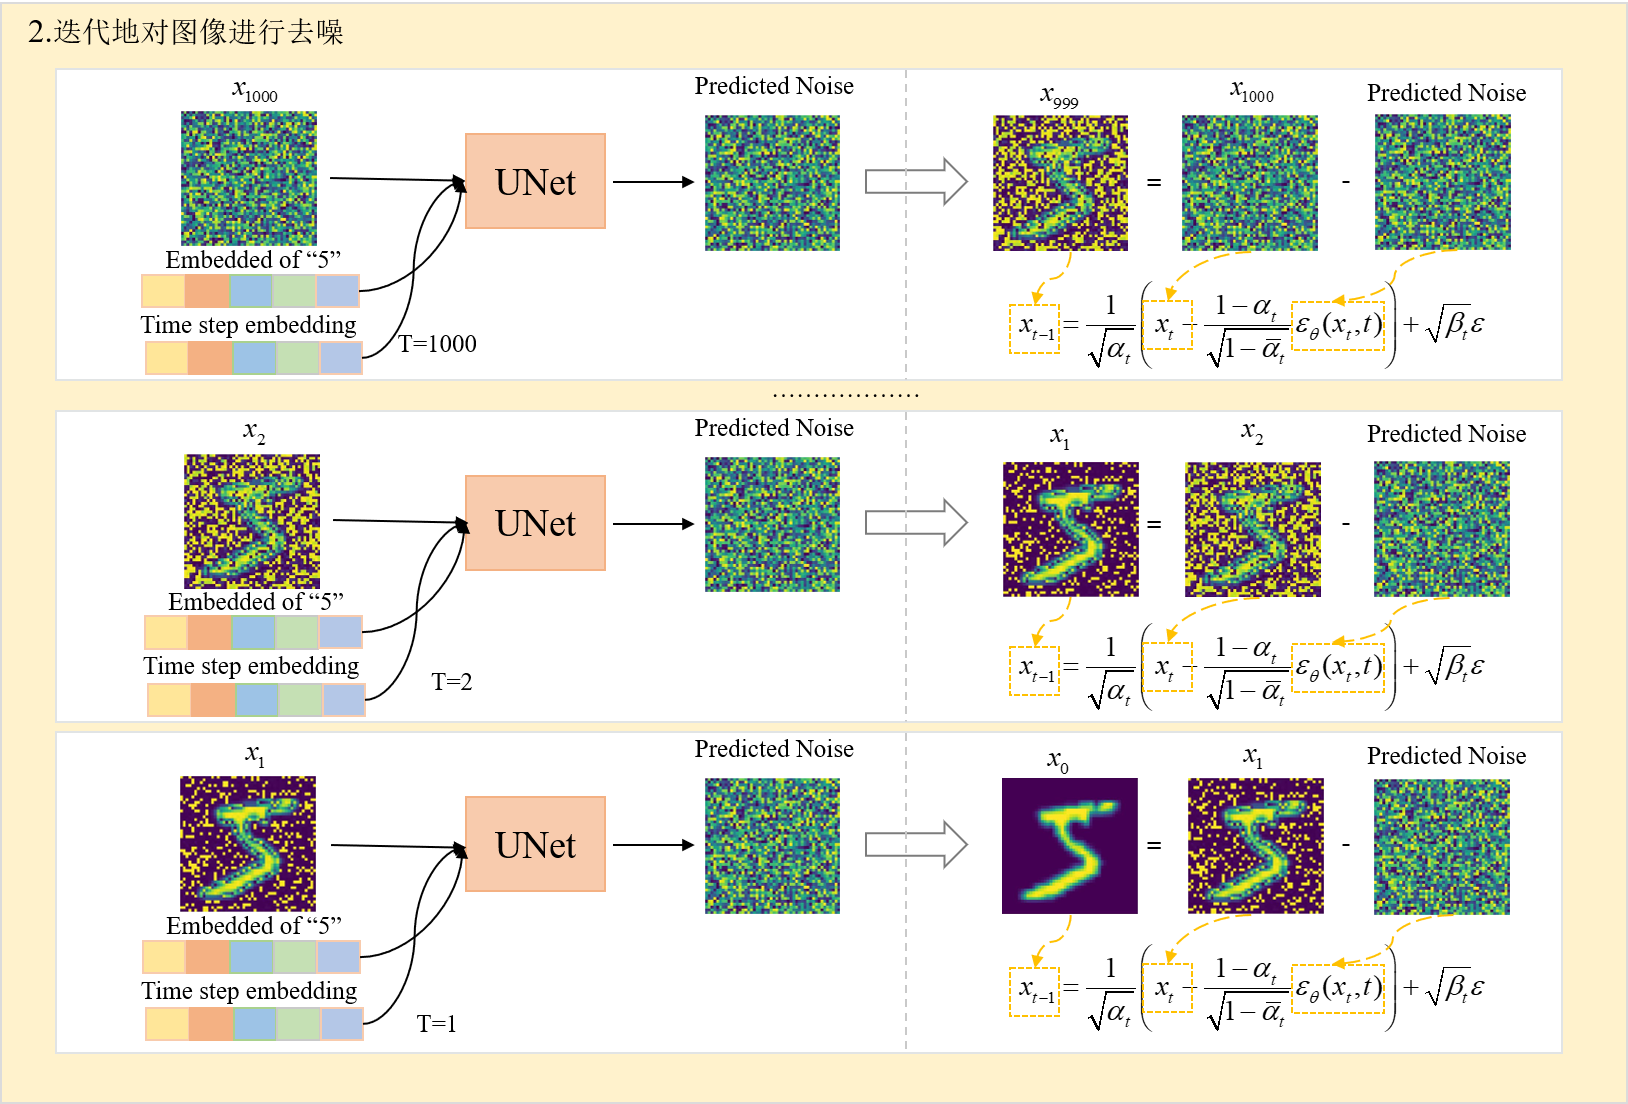 2.迭代地对图像进行去噪
x_{1000}
Predicted Noise
x_{999}
x_{1000}
Predicted Noise
UNet
=
-
Embedded of “5”
Time step embedding
T=1000
x_{t-1} = \frac{1}{\sqrt{\alpha_t}} \left( x_t - \frac{1-\alpha_t}{\sqrt{1-\bar{\alpha}_t}} \varepsilon_\theta(x_t,t) \right) + \sqrt{\beta_t}\varepsilon
..................
x_2
Predicted Noise
x_1
x_2
Predicted Noise
UNet
=
-
Embedded of “5”
Time step embedding
T=2
x_{t-1} = \frac{1}{\sqrt{\alpha_t}} \left( x_t - \frac{1-\alpha_t}{\sqrt{1-\bar{\alpha}_t}} \varepsilon_\theta(x_t,t) \right) + \sqrt{\beta_t}\varepsilon
x_1
Predicted Noise
x_0
x_1
Predicted Noise
UNet
=
-
Embedded of “5”
Time step embedding
T=1
x_{t-1} = \frac{1}{\sqrt{\alpha_t}} \left( x_t - \frac{1-\alpha_t}{\sqrt{1-\bar{\alpha}_t}} \varepsilon_\theta(x_t,t) \right) + \sqrt{\beta_t}\varepsilon